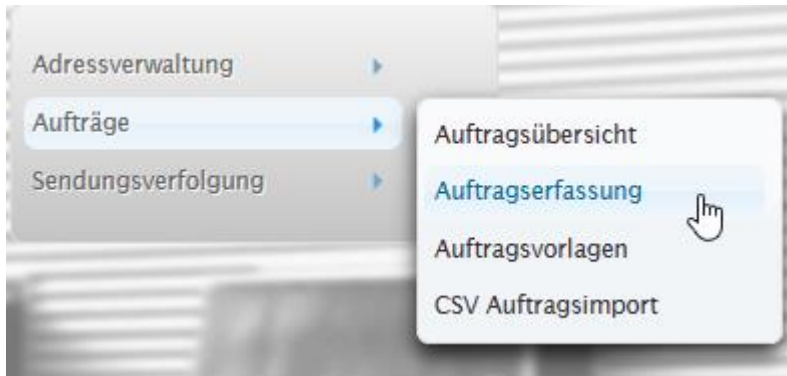 Adressverwaltung
Aufträge
Sendungsverfolgung
Auftragsübersicht
Auftragserfassung
Auftragsvorlagen
CSV Auftragsimport